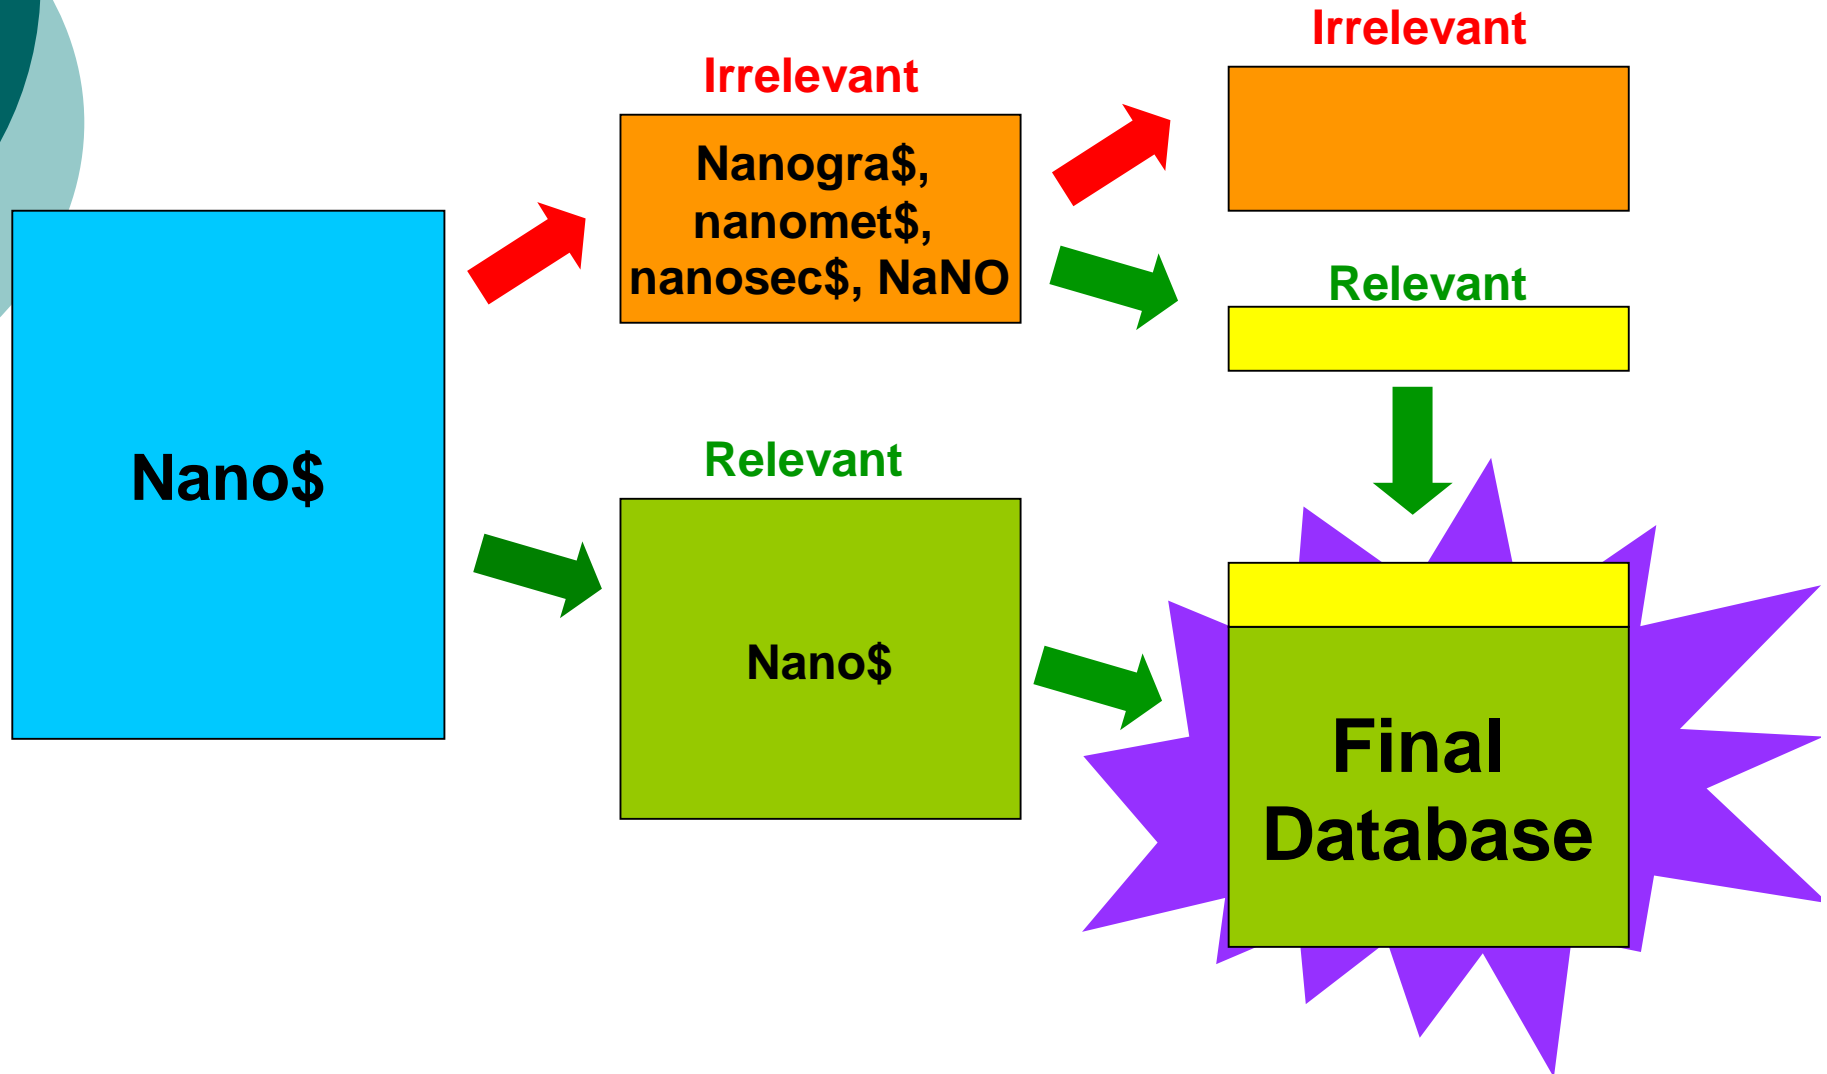 Irrelevant
Nanogra$,
nanomet$,
nanosec$, NaNO
Irrelevant
Relevant
Nano$
Relevant
Nano$
Final
Database